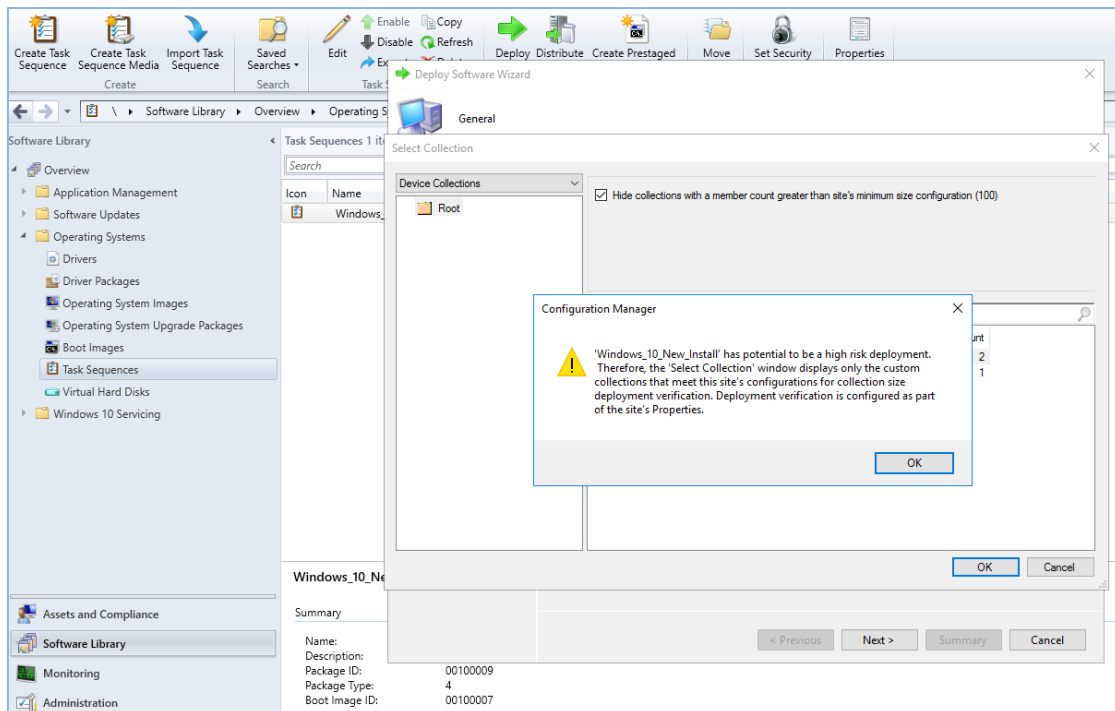 Enable
Copy
Disable
Refresh
Create Task
Sequence
Create Task
Sequence Media
Import Task
Sequence
Saved
Searches
Edit
Deploy
Distribute
Create Prestaged
Move
Set Security
Properties
Create
Search
Task
Deploy Software Wizard
\ Software Library Overview Operating S
General
Software Library
Task Sequences 1 it
Select Collection
Search
Icon Name
Windows_
Overview
Application Management
Software Updates
Operating Systems
Drivers
Driver Packages
Operating System Images
Operating System Upgrade Packages
Boot Images
Task Sequences
Virtual Hard Disks
Windows 10 Servicing
Device Collections
Root
Hide collections with a member count greater than site's minimum size configuration (100)
unt
2
1
Configuration Manager
'Windows_10_New_Install' has potential to be a high risk deployment.
Therefore, the 'Select Collection' window displays only the custom
collections that meet this site's configurations for collection size
deployment verification. Deployment verification is configured as part
of the site's Properties.
OK
OK Cancel
Windows_10_Ne
Summary
Name:
Description:
Package ID: 00100009
Package Type: 4
Boot Image ID: 00100007
< Previous Next > Summary Cancel
Assets and Compliance
Software Library
Monitoring
Administration